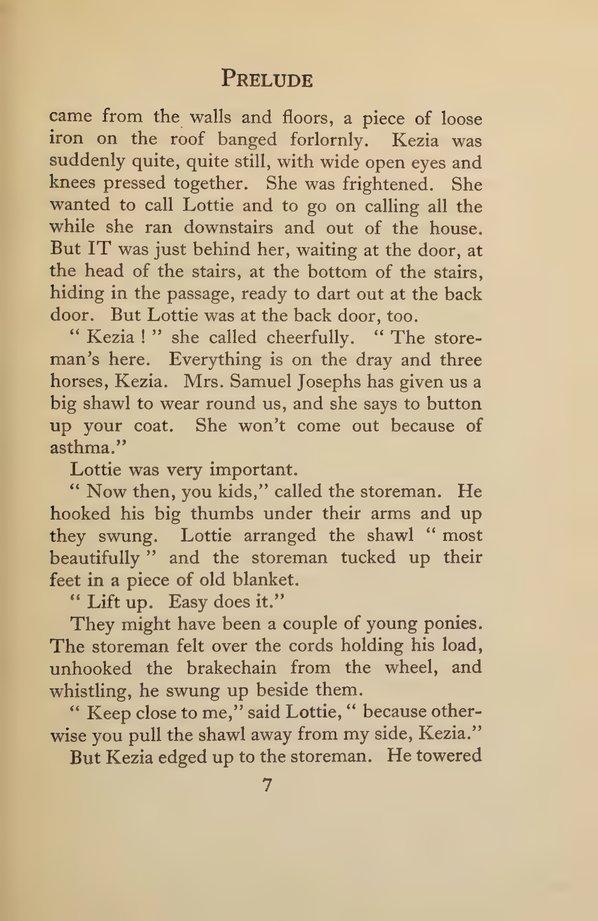 PRELUDE
came from the walls and floors, a piece of loose
iron on the roof banged forlornly. Kezia was
suddenly quite, quite still, with wide open eyes and
knees pressed together. She was frightened. She
wanted to call Lottie and to go on calling all the
while she ran downstairs and out of the house.
But IT was just behind her, waiting at the door, at
the head of the stairs, at the bottom of the stairs,
hiding in the passage, ready to dart out at the back
door. But Lottie was at the back door, too.
“ Kezia ! ” she called cheerfully. “ The store-
man’s here. Everything is on the dray and three
horses, Kezia. Mrs. Samuel Josephs has given us a
big shawl to wear round us, and she says to button
up your coat. She won’t come out because of
asthma.”
Lottie was very important.
“ Now then, you kids,” called the storeman. He
hooked his big thumbs under their arms and up
they swung. Lottie arranged the shawl “ most
beautifully ” and the storeman tucked up their
feet in a piece of old blanket.
“ Lift up. Easy does it.”
They might have been a couple of young ponies.
The storeman felt over the cords holding his load,
unhooked the brakechain from the wheel, and
whistling, he swung up beside them.
“ Keep close to me,” said Lottie, “ because other-
wise you pull the shawl away from my side, Kezia.”
But Kezia edged up to the storeman. He towered
7